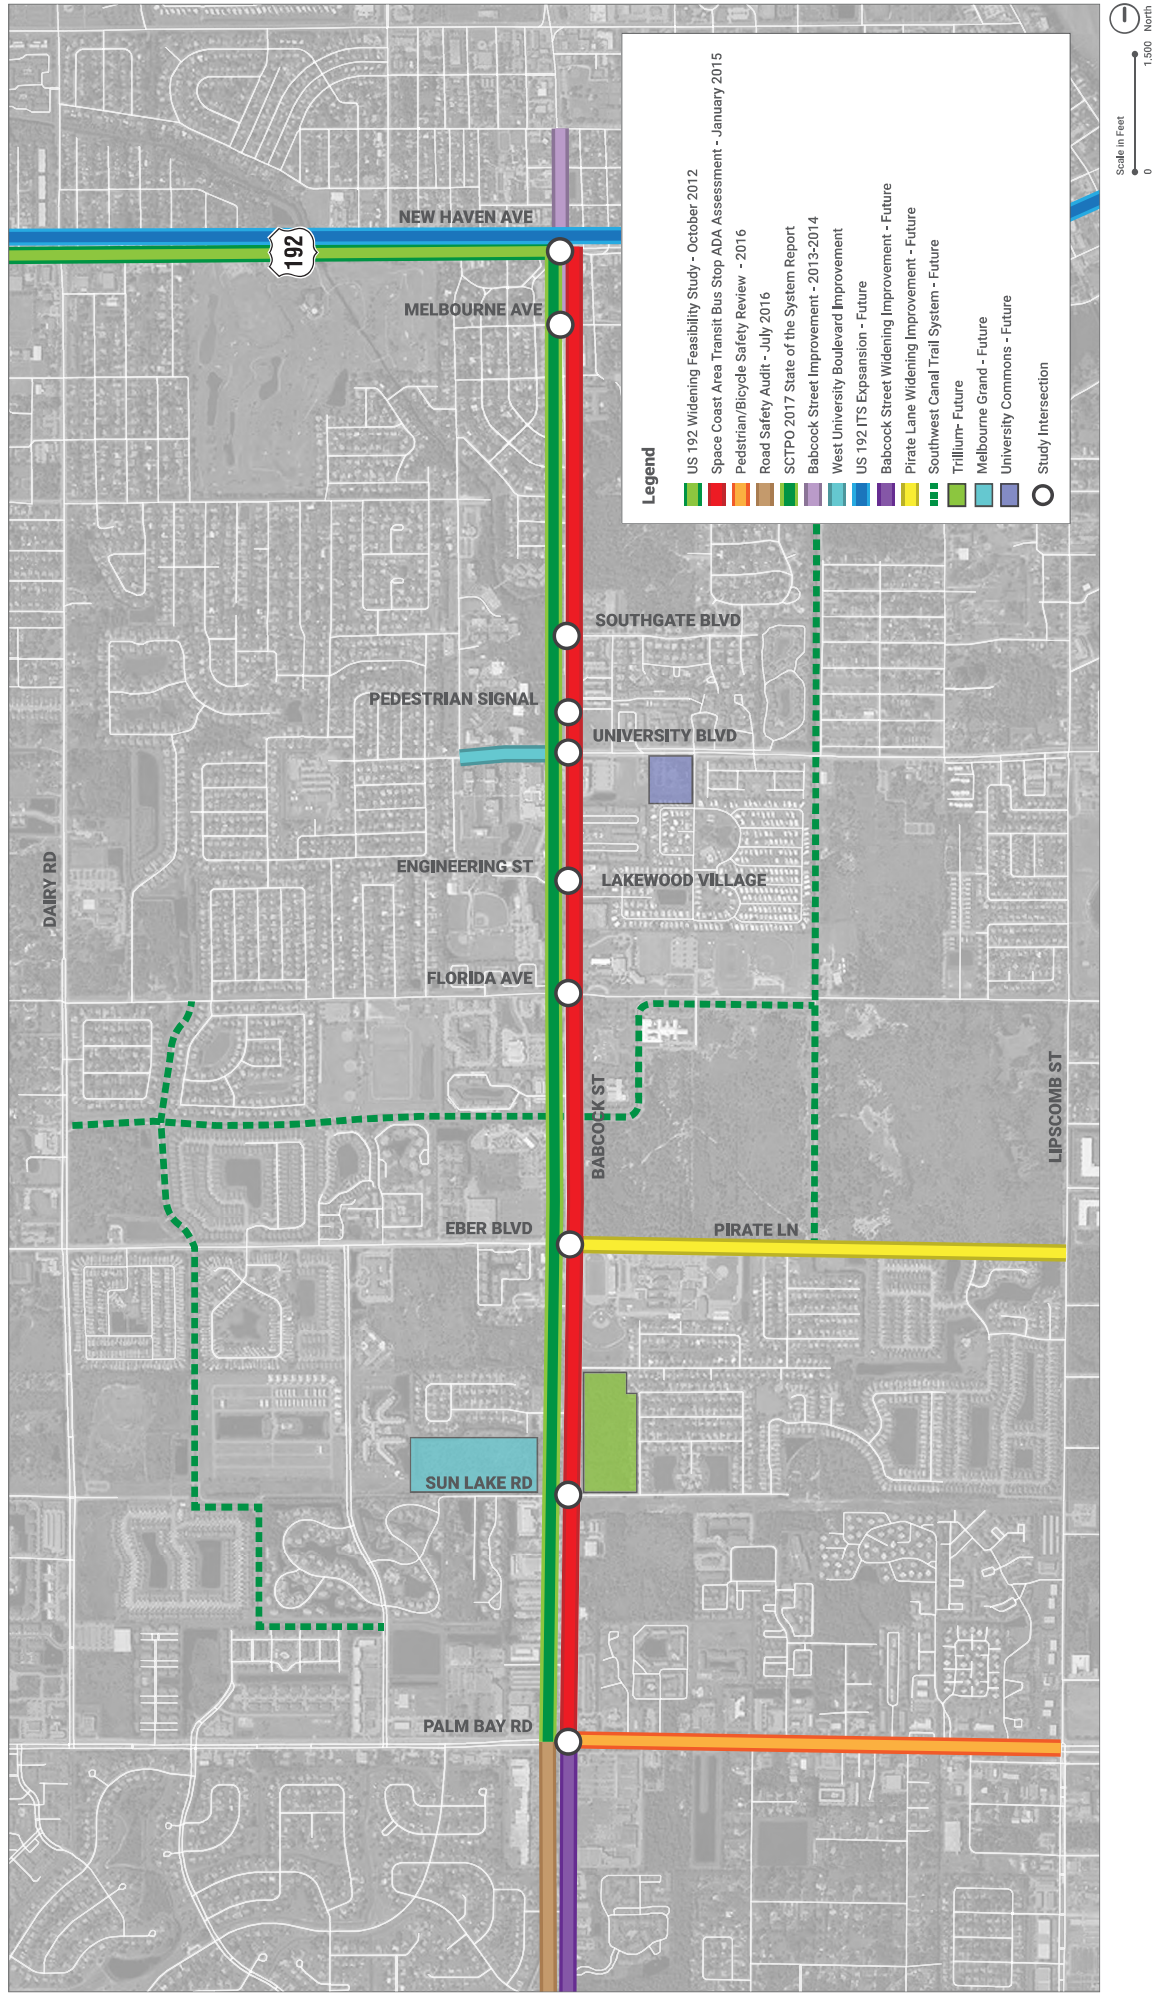 NEW HAVEN AVE
192
MELBOURNE AVE
SOUTHGATE BLVD
PEDESTRIAN SIGNAL
UNIVERSITY BLVD
ENGINEERING ST
LAKEWOOD VILLAGE
DAIRY RD
FLORIDA AVE
BABCOCK ST
LIPSCOMB ST
EBER BLVD
PIRATE LN
SUN LAKE RD
PALM BAY RD
Legend
US 192 Widening Feasibility Study - October 2012
Space Coast Area Transit Bus Stop ADA Assessment - January 2015
Pedstrian/Bicycle Safety Review - 2016
Road Safety Audit - July 2016
SCTPO 2017 State of the System Report
Babcock Street Improvement - 2013-2014
West University Boulevard Improvement
US 192 ITS Expsansion - Future
Babcock Street Widening Improvement - Future
Pirate Lane Widening Improvement - Future
Southwest Canal Trail System - Future
Trillium- Future
Melbourne Grand - Future
University Commons - Future
Study Intersection
Scale in Feet
0 1,500
North